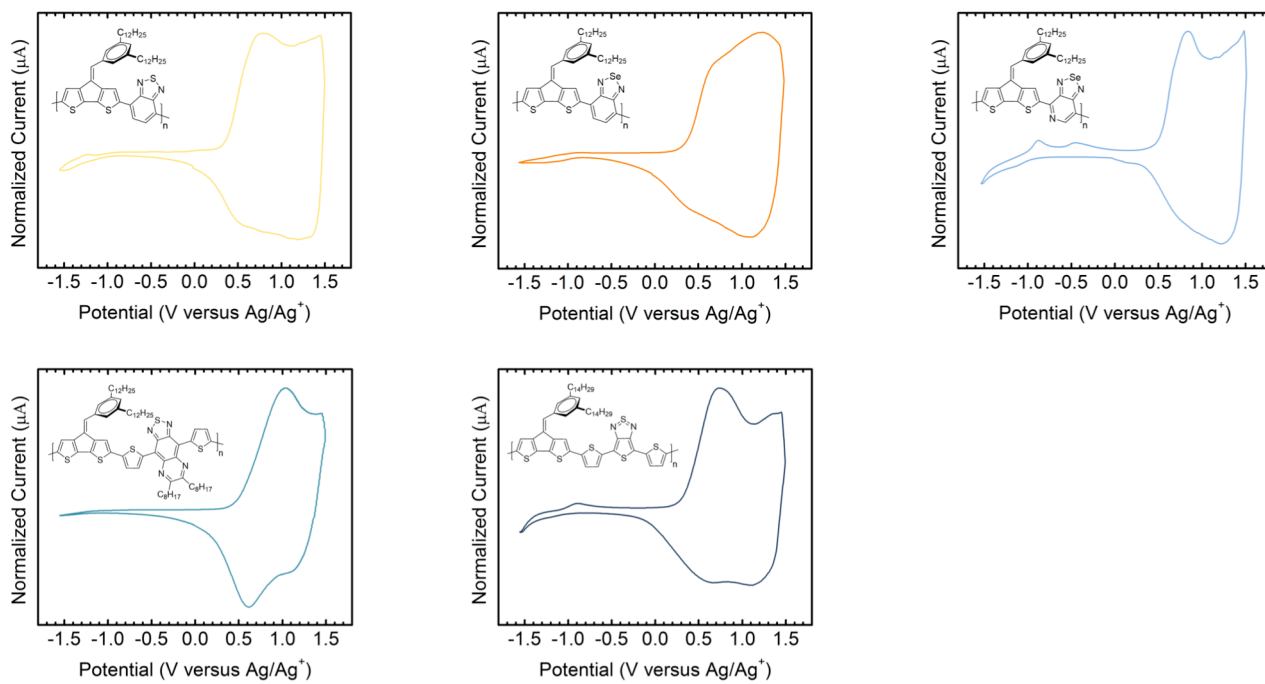 Normalized Current (μA)
C12H25
C12H25
S
N
N
S
S
n
-1.5 -1.0 -0.5 0.0 0.5 1.0 1.5
Potential (V versus Ag/Ag+)
Normalized Current (μA)
C12H25
C12H25
Se
N
N
S
S
n
-1.5 -1.0 -0.5 0.0 0.5 1.0 1.5
Potential (V versus Ag/Ag+)
Normalized Current (μA)
C12H25
C12H25
Se
N
N
S
S
N
n
-1.5 -1.0 -0.5 0.0 0.5 1.0 1.5
Potential (V versus Ag/Ag+)
Normalized Current (μA)
C12H25
C12H25
S
N
N
S
S
S
S
n
N
N
C8H17
C8H17
-1.5 -1.0 -0.5 0.0 0.5 1.0 1.5
Potential (V versus Ag/Ag+)
Normalized Current (μA)
C14H29
C14H29
S
N
N
S
S
S
S
S
n
-1.5 -1.0 -0.5 0.0 0.5 1.0 1.5
Potential (V versus Ag/Ag+)